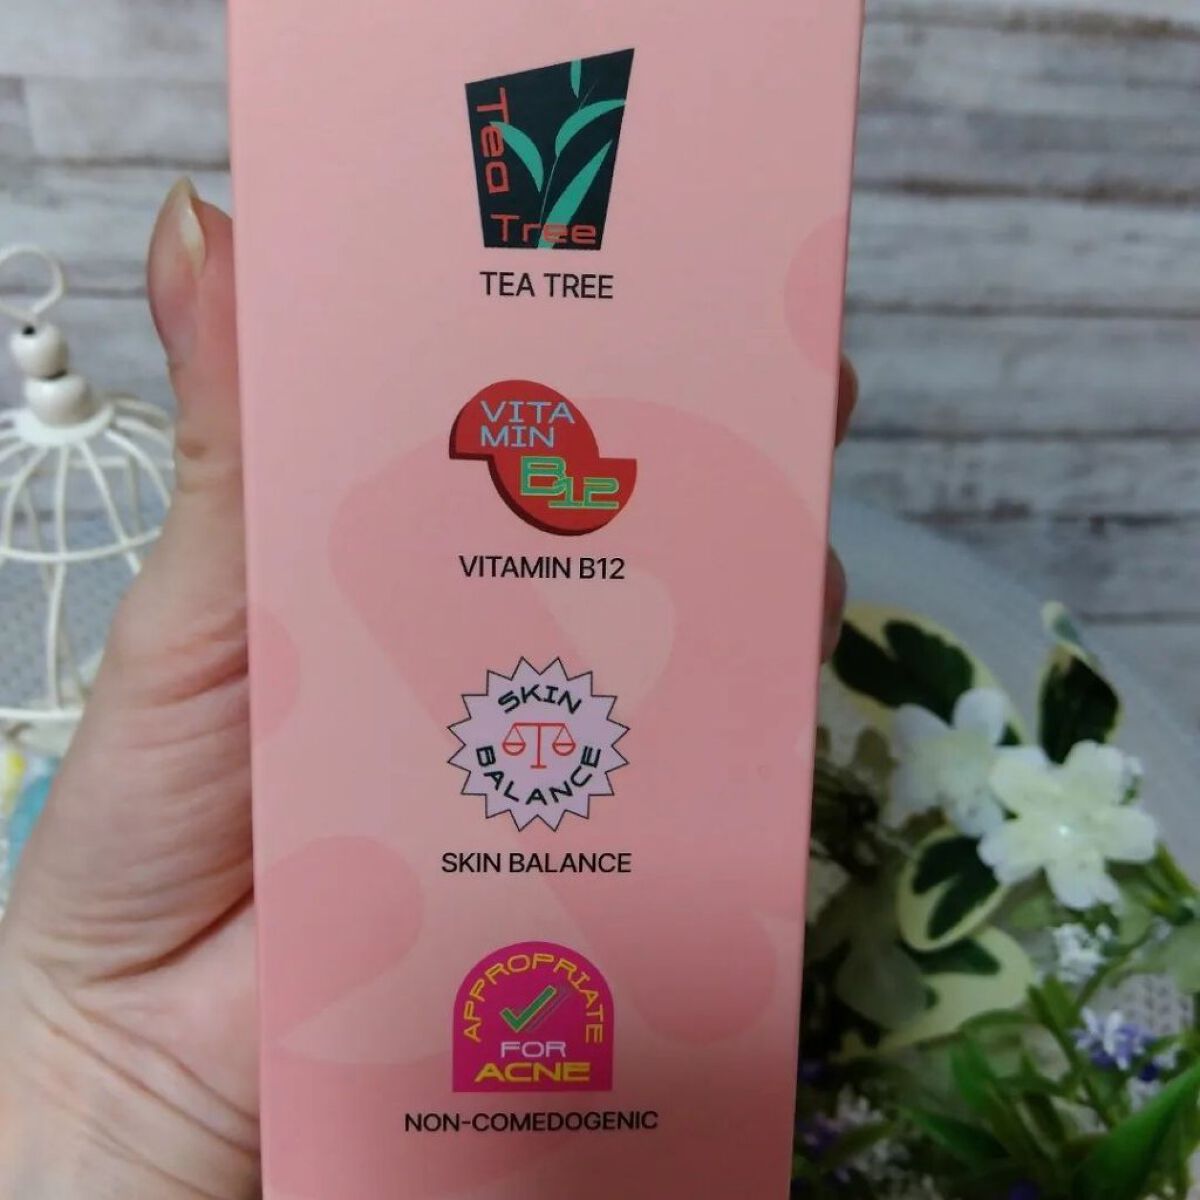 Tea
Tree
TEA TREE
VITA
MIN
B12
VITAMIN B12
SKIN
BALANCE
SKIN BALANCE
APPROPRIATE
FOR
ACNE
NON-COMEDOGENIC